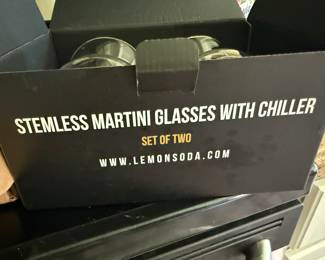 STEMLESS MARTINI GLASSES WITH CHILLER
SET OF TWO
WWW.LEMONSODA.COM